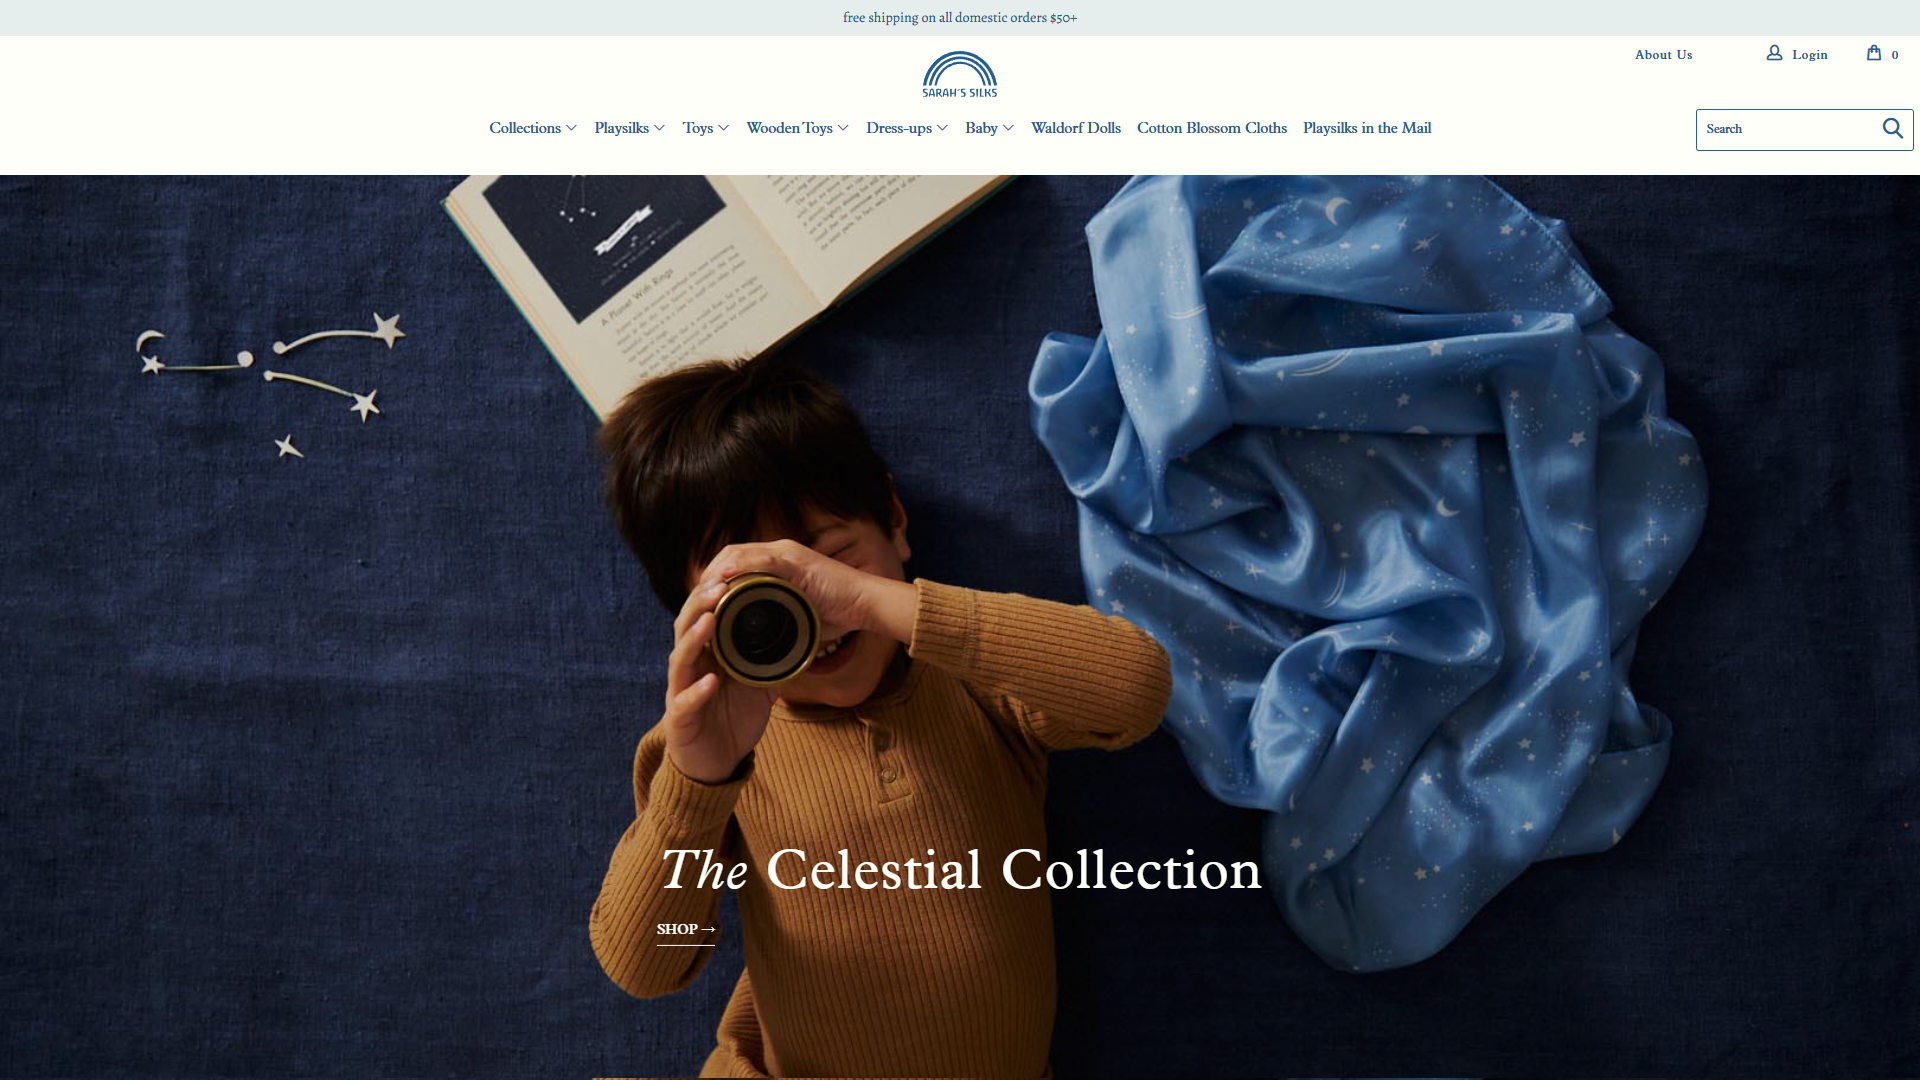 free shipping on all domestic orders $50+
About Us
Login
0
SARAH'S SILKS
Collections
Playsilks
Toys
Wooden Toys
Dress-ups
Baby
Waldorf Dolls
Cotton Blossom Cloths
Playsilks in the Mail
Search
A Planet With Rings
The Celestial Collection
SHOP →